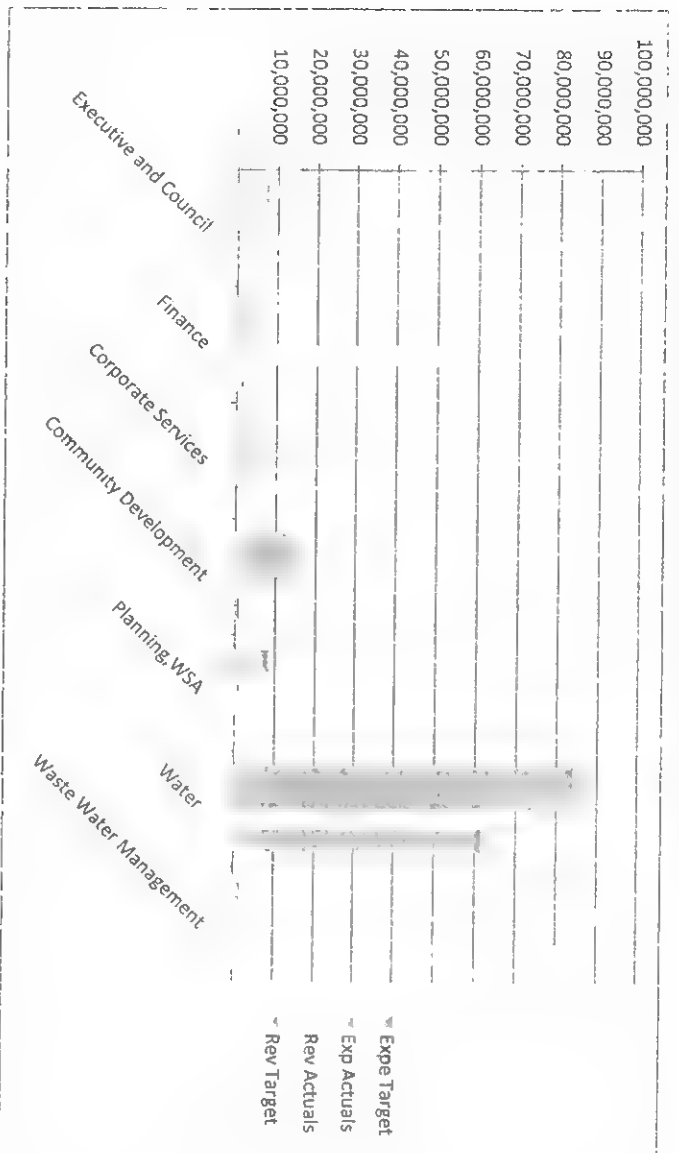 100,000,000
90,000,000
80,000,000
70,000,000
60,000,000
50,000,000
40,000,000
30,000,000
20,000,000
10,000,000
Executive and Council
Finance
Corporate Services
Community Development
Planning, WSA
Water
Waste Water Management
Expe Target
Exp Actuals
Rev Actuals
Rev Target